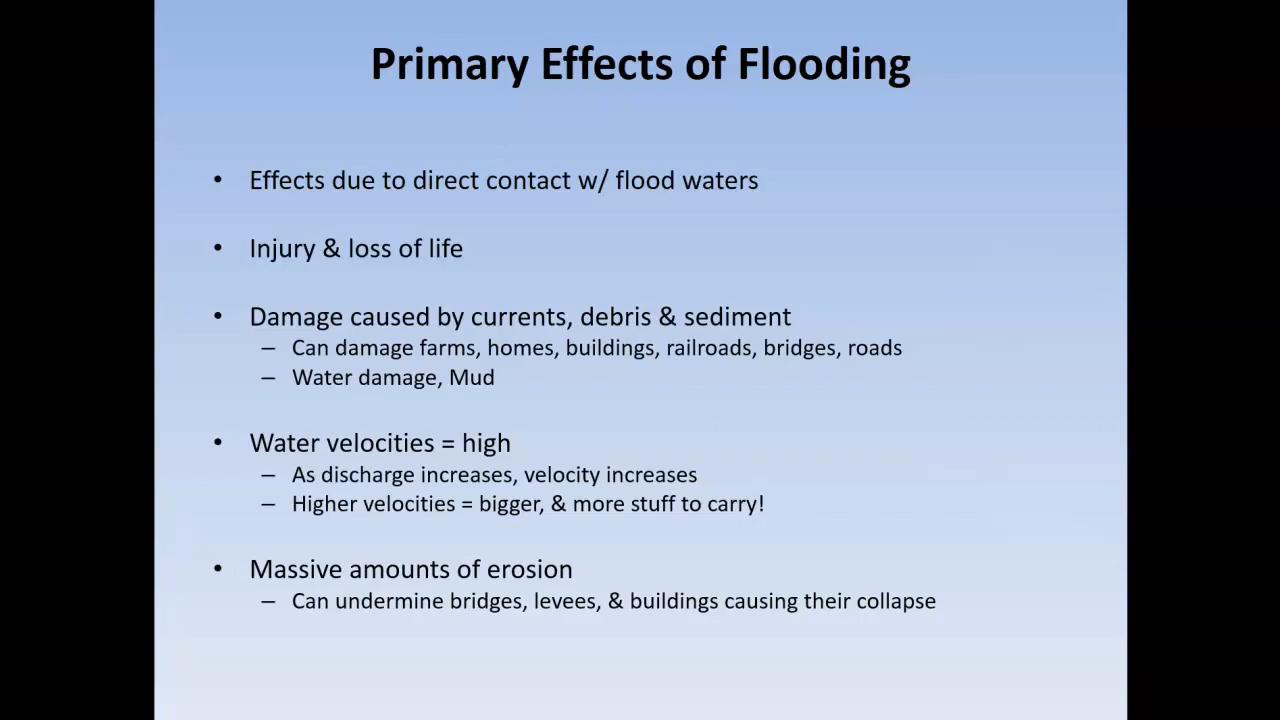 Primary Effects of Flooding
• Effects due to direct contact w/ flood waters
• Injury & loss of life
• Damage caused by currents, debris & sediment
– Can damage farms, homes, buildings, railroads, bridges, roads
– Water damage, Mud
• Water velocities = high
– As discharge increases, velocity increases
– Higher velocities = bigger, & more stuff to carry!
• Massive amounts of erosion
– Can undermine bridges, levees, & buildings causing their collapse